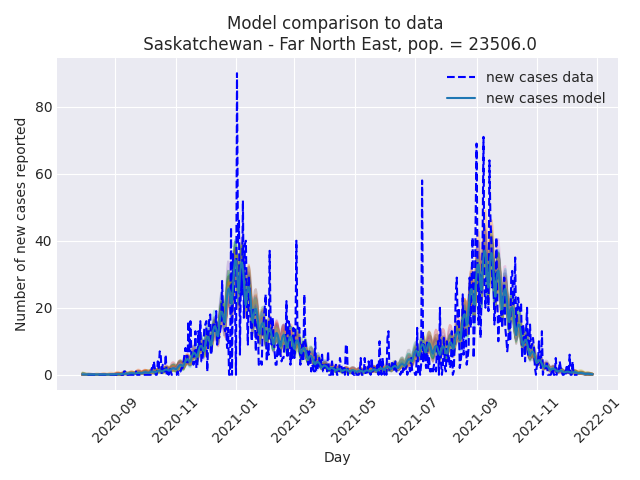 Model comparison to data
Saskatchewan - Far North East, pop. = 23506.0
new cases data
new cases model
Number of new cases reported
80
60
40
20
0
2020-09
2020-11
2021-01
2021-03
2021-05
2021-07
2021-09
2021-11
2022-01
Day